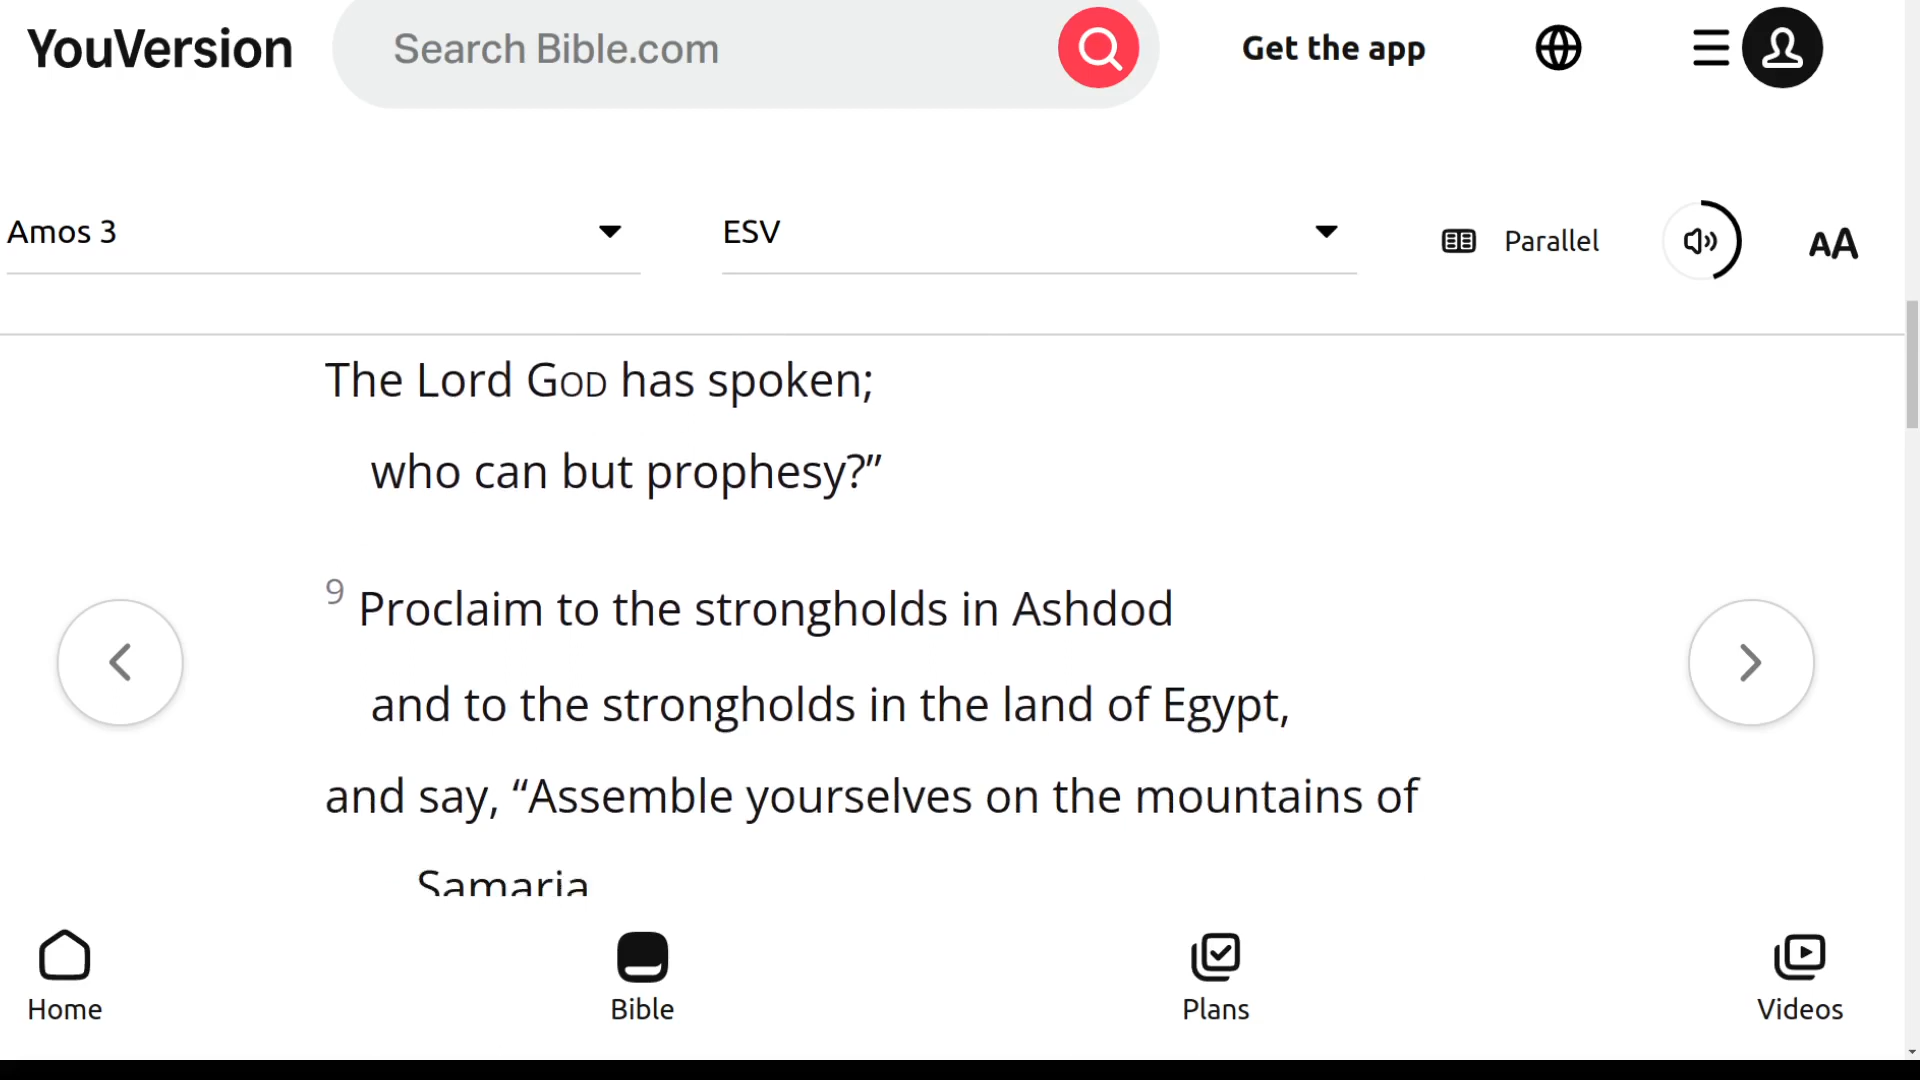 YouVersion Search Bible.com Get the app
Amos 3 ESV Parallel AA
The Lord GOD has spoken;
who can but prophesy?”
9 Proclaim to the strongholds in Ashdod
and to the strongholds in the land of Egypt,
and say, “Assemble yourselves on the mountains of
Samaria
Home Bible Plans Videos